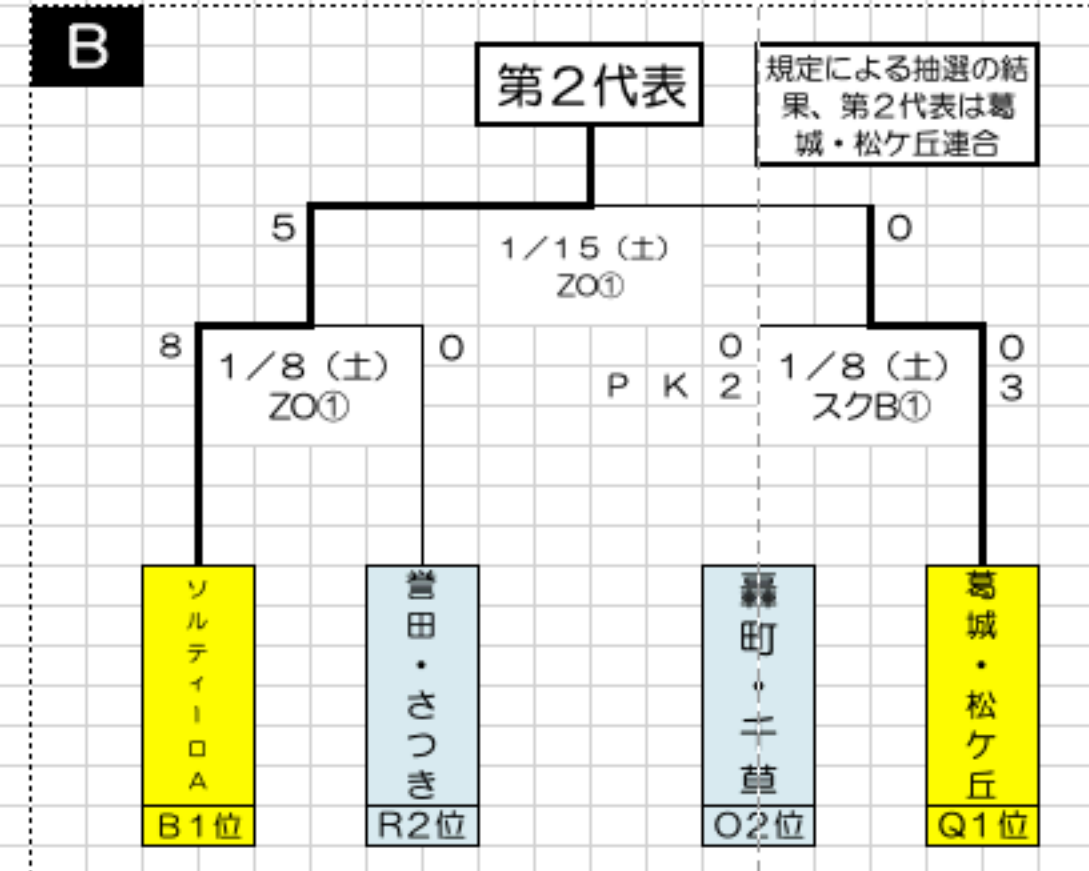 B
第２代表
規定による抽選の結
果、第２代表は葛
城・松ケ丘連合
5
0
1／15（土）
ZO①
8
0
1／8（土）
ZO①
0
ＰＫ2
0
3
1／8（土）
スクB①
ソルティーロA
誉田・さつき
轟町・千草
葛城・松ケ丘
B1位
R2位
O2位
Q1位